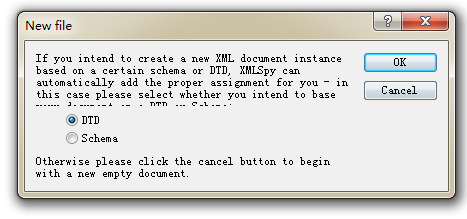 New file
If you intend to create a new XML document instance
based on a certain schema or DTD, XMLSpy can
automatically add the proper assignment for you - in
this case please select whether you intend to base
DTD
Schema
Otherwise please click the cancel button to begin
with a new empty document.
OK
Cancel